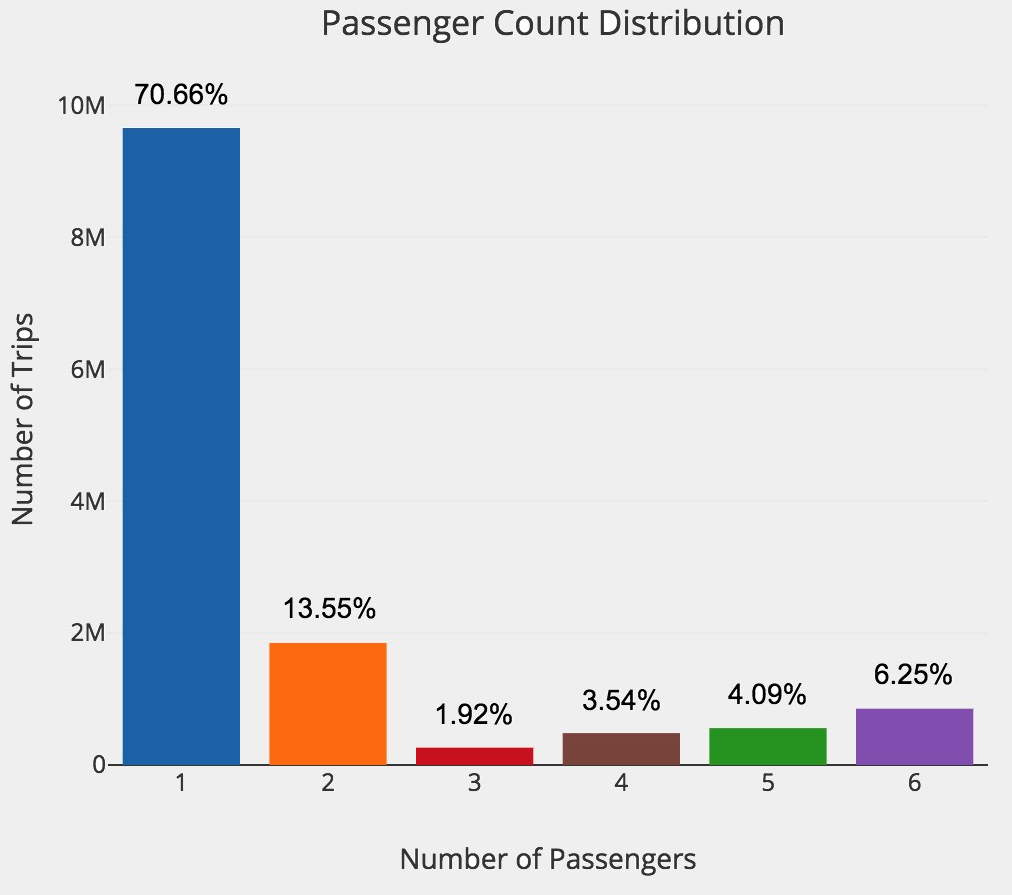 Passenger Count Distribution
10M
8M
6M
4M
2M
0
Number of Trips
70.66%
13.55%
1.92%
3.54%
4.09%
6.25%
1
2
3
4
5
6
Number of Passengers